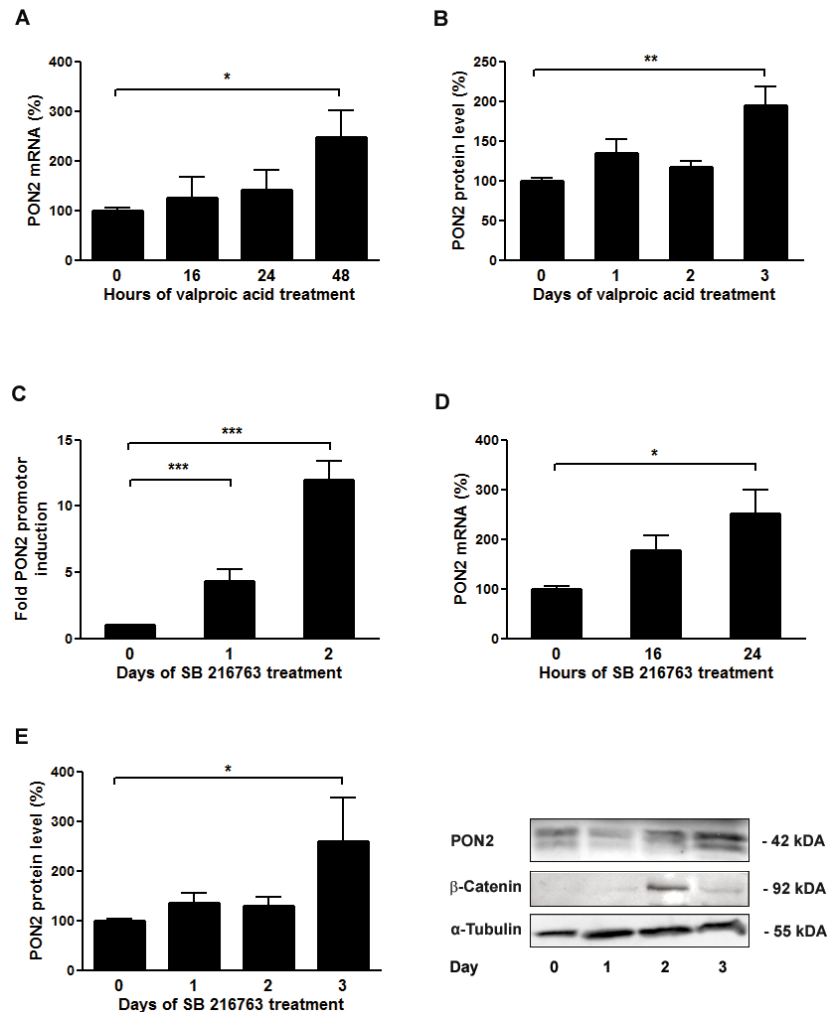 A
PON2 mRNA (%)
400
300
200
100
0
*
0 16 24 48
Hours of valproic acid treatment
B
PON2 protein level (%)
250
200
150
100
50
0
**
0 1 2 3
Days of valproic acid treatment
C
Fold PON2 promotor
induction
15
10
5
0
***
***
0 1 2
Days of SB 216763 treatment
D
PON2 mRNA (%)
400
300
200
100
0
*
0 16 24
Hours of SB 216763 treatment
E
PON2 protein level (%)
400
300
200
100
0
*
0 1 2 3
Days of SB 216763 treatment
PON2 - 42 kDA
β-Catenin - 92 kDA
α-Tubulin - 55 kDA
Day 0 1 2 3